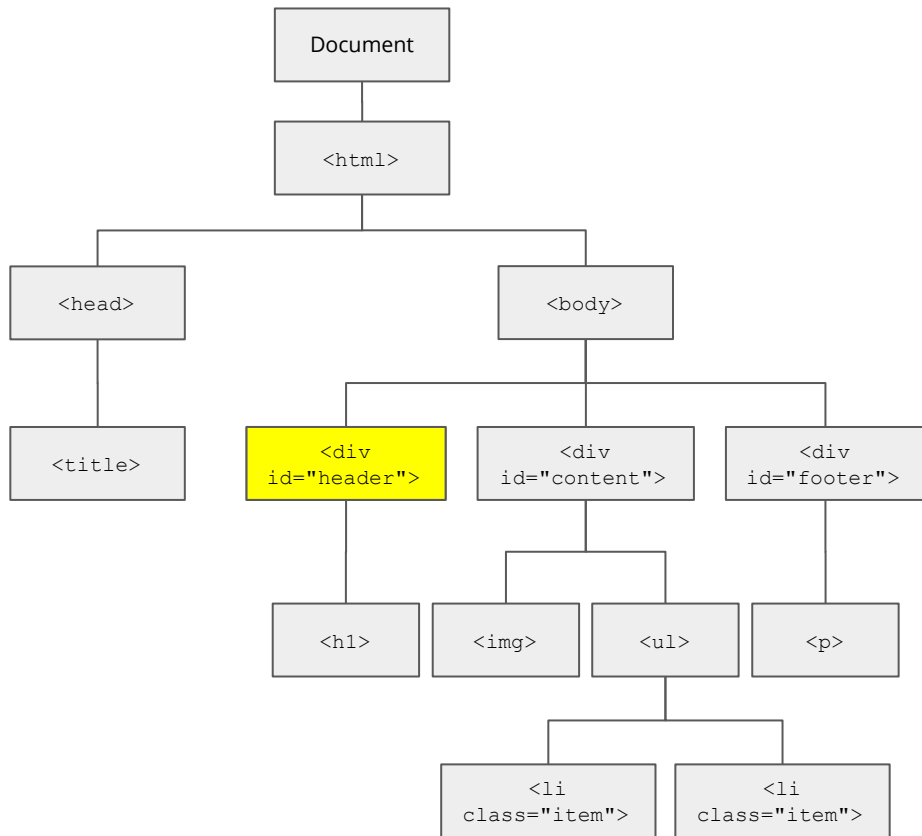 Document
<html>
<head>
<body>
<title>
<div
id="header">
<div
id="content">
<div
id="footer">
<h1>
<img>
<ul>
<p>
<li
class="item">
<li
class="item">